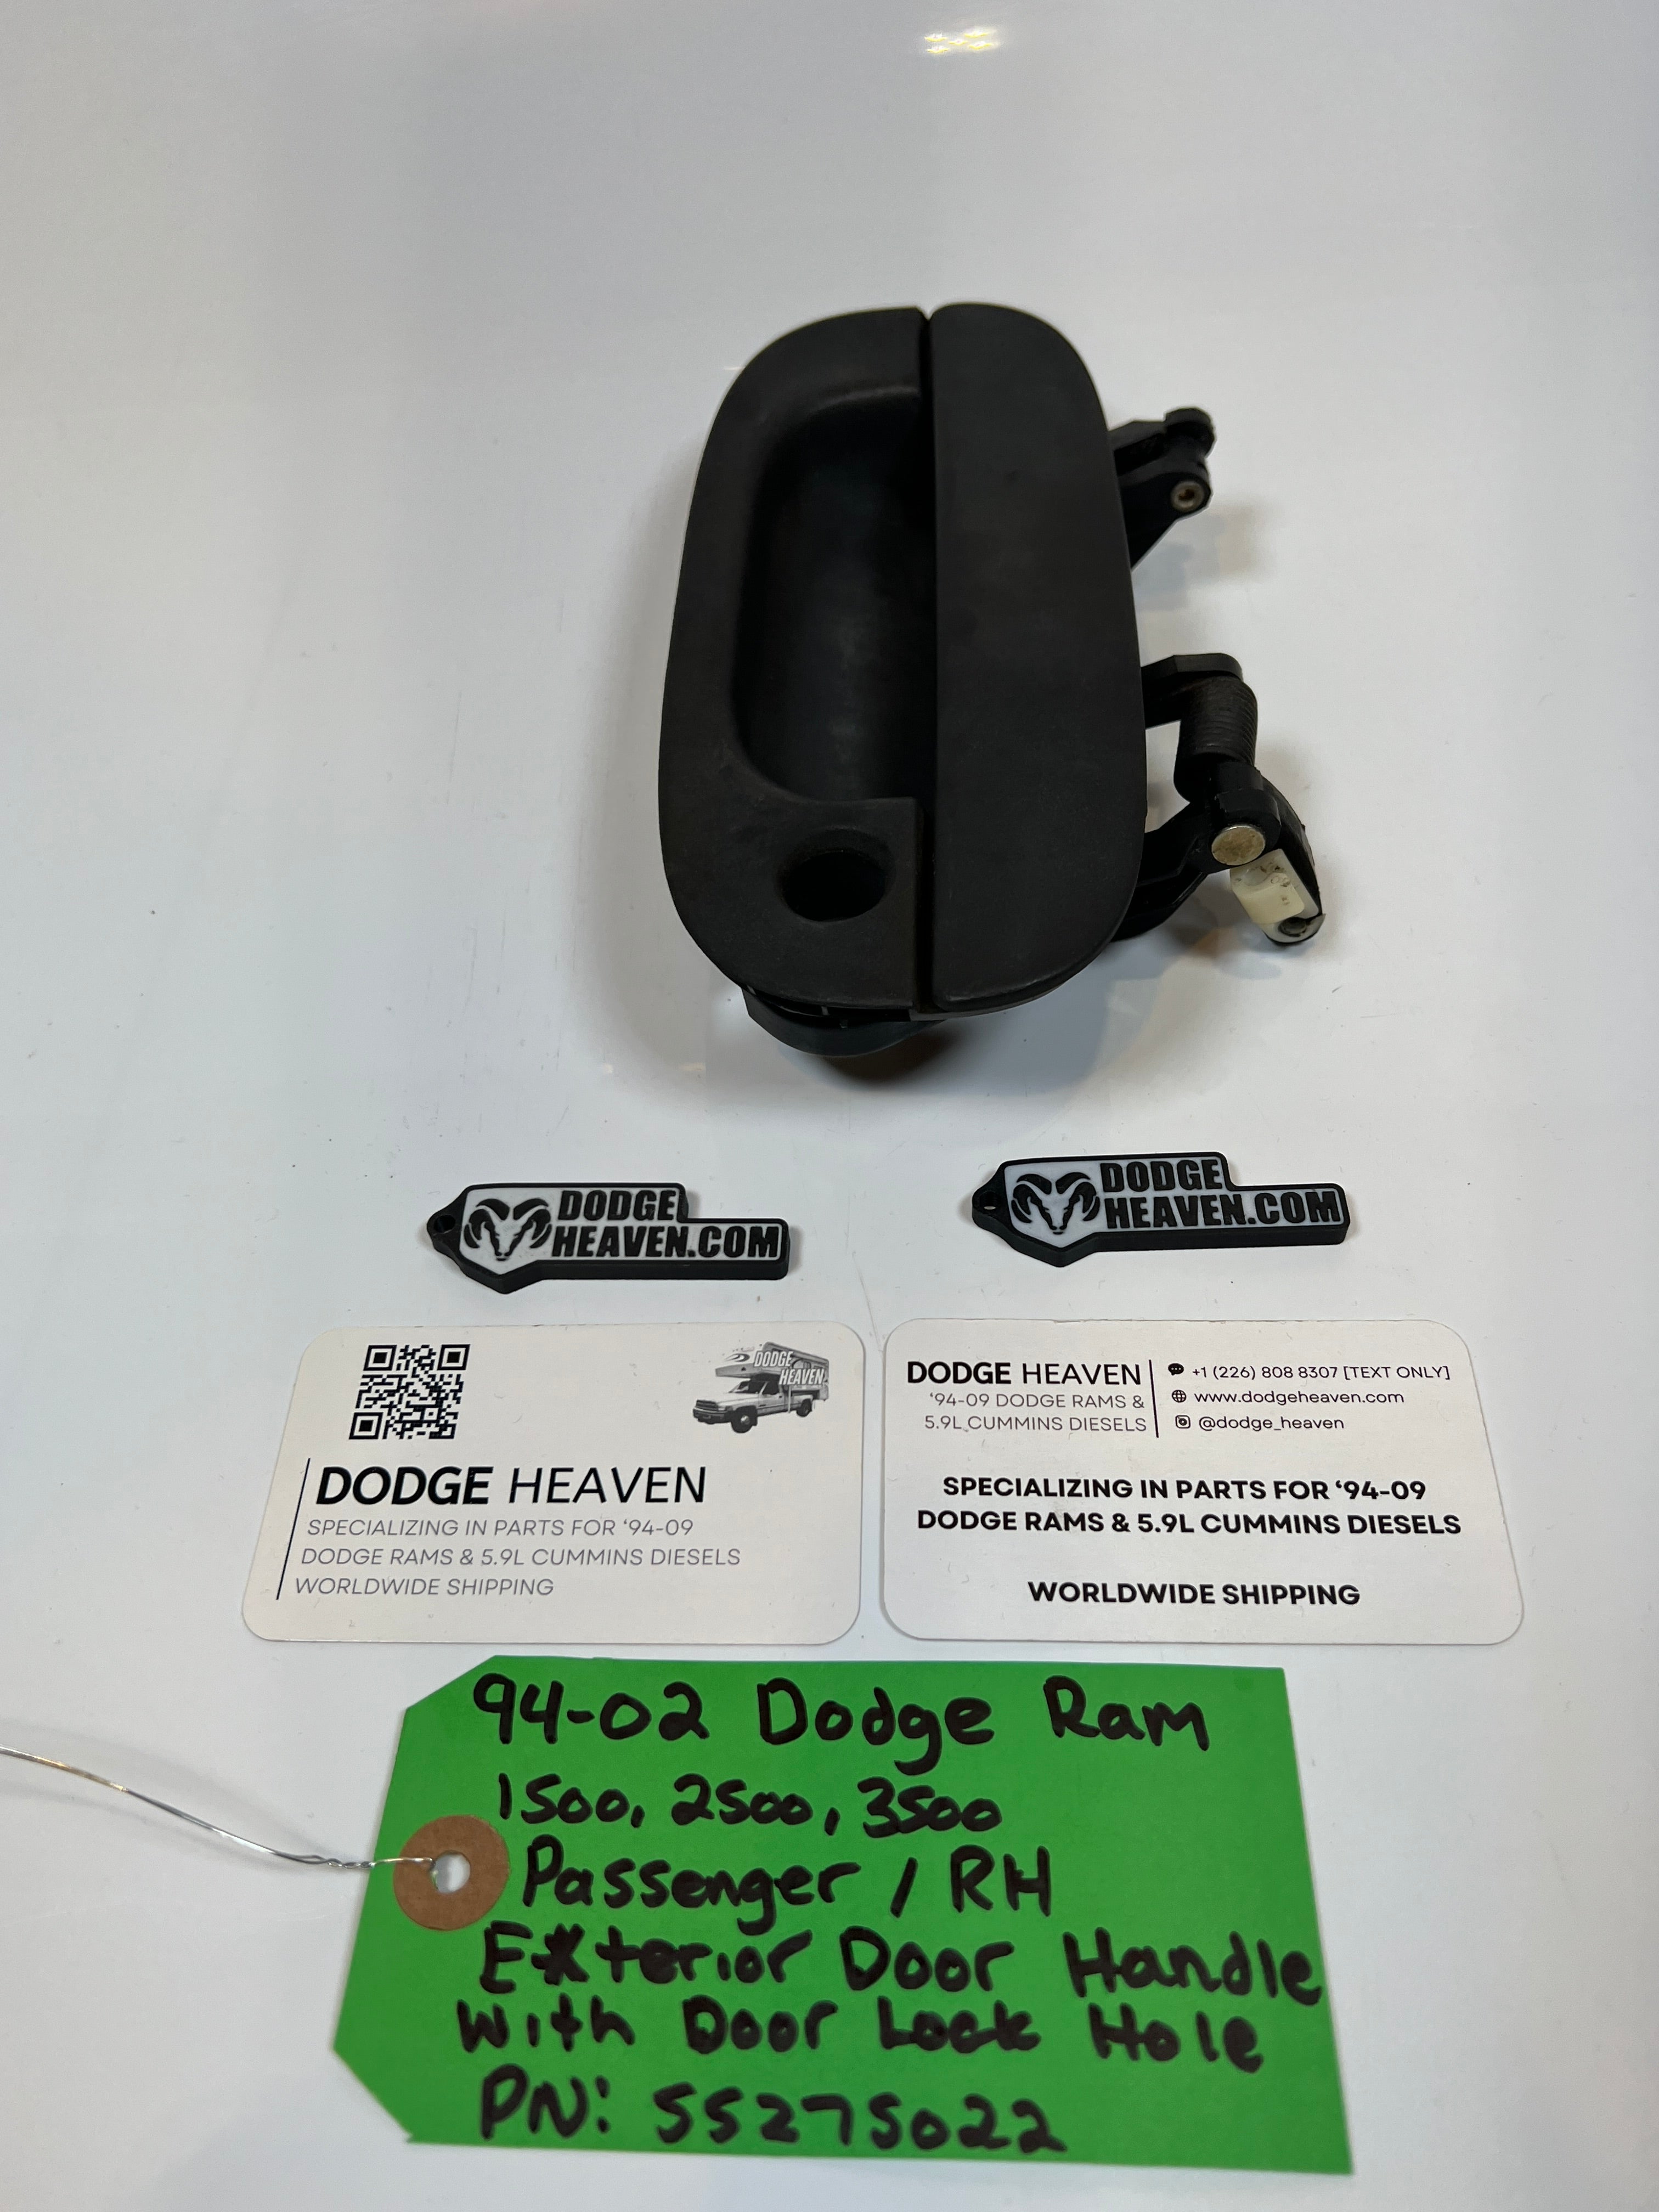 DODGE
HEAVEN.COM
DODGE
HEAVEN.COM
DODGE
HEAVEN
DODGE HEAVEN
SPECIALIZING IN PARTS FOR ‘94-09
DODGE RAMS & 5.9L CUMMINS DIESELS
WORLDWIDE SHIPPING
DODGE HEAVEN
‘94-09 DODGE RAMS &
5.9L CUMMINS DIESELS
+1 (226) 808 8307 [TEXT ONLY]
www.dodgeheaven.com
@dodge_heaven
SPECIALIZING IN PARTS FOR ‘94-09
DODGE RAMS & 5.9L CUMMINS DIESELS
WORLDWIDE SHIPPING
94-02 Dodge Ram
1500, 2500, 3500
Passenger / RH
Exterior Door Handle
With Door Lock Hole
PN: 55275022